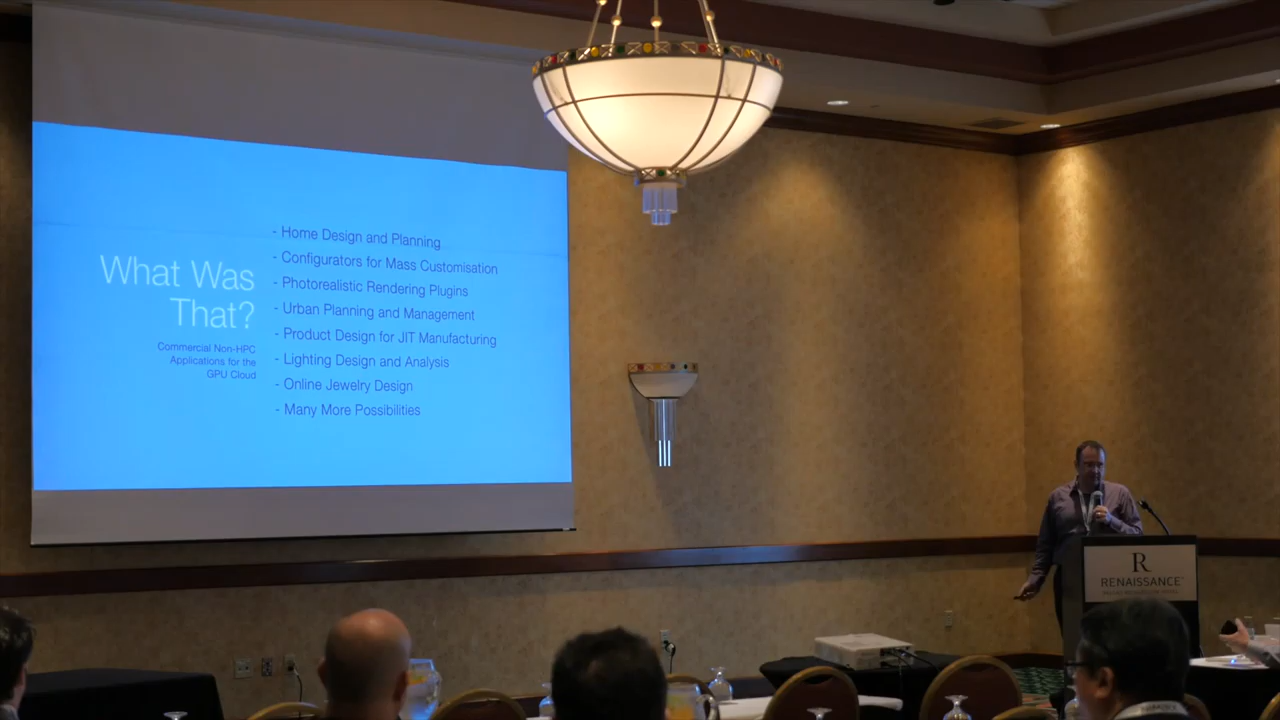 What Was
That?
Commercial Non-HPC
Applications for the
GPU Cloud
- Home Design and Planning
- Configurators for Mass Customisation
- Photorealistic Rendering Plugins
- Urban Planning and Management
- Product Design for JIT Manufacturing
- Lighting Design and Analysis
- Online Jewelry Design
- Many More Possibilities
R
RENAISSANCE